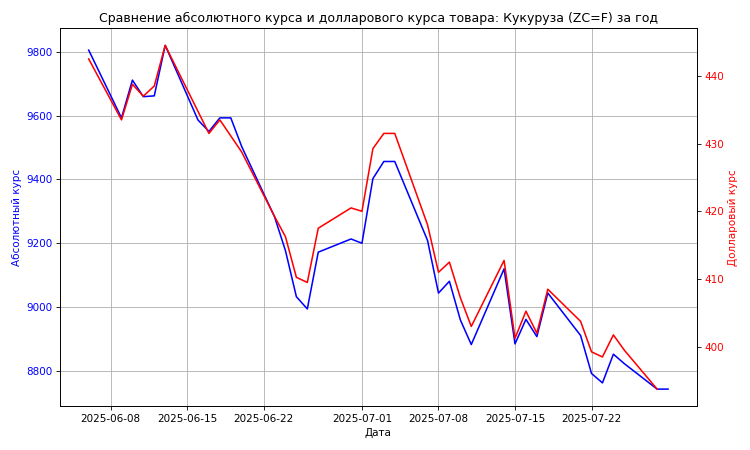 Сравнение абсолютного курса и долларового курса товара: Кукуруза (ZC=F) за год
9800
9600
9400
9200
9000
8800
Абсолютный курс
440
430
420
410
400
Долларовый курс
2025-06-08 2025-06-15 2025-06-22 2025-07-01 2025-07-08 2025-07-15 2025-07-22
Дата